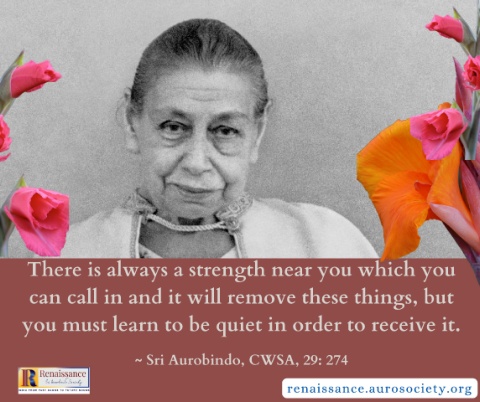 There is always a strength near you which you
can call in and it will remove these things, but
you must learn to be quiet in order to receive it.
~ Sri Aurobindo, CWSA, 29: 274
Renaissance
renaissance.aurosociety.org